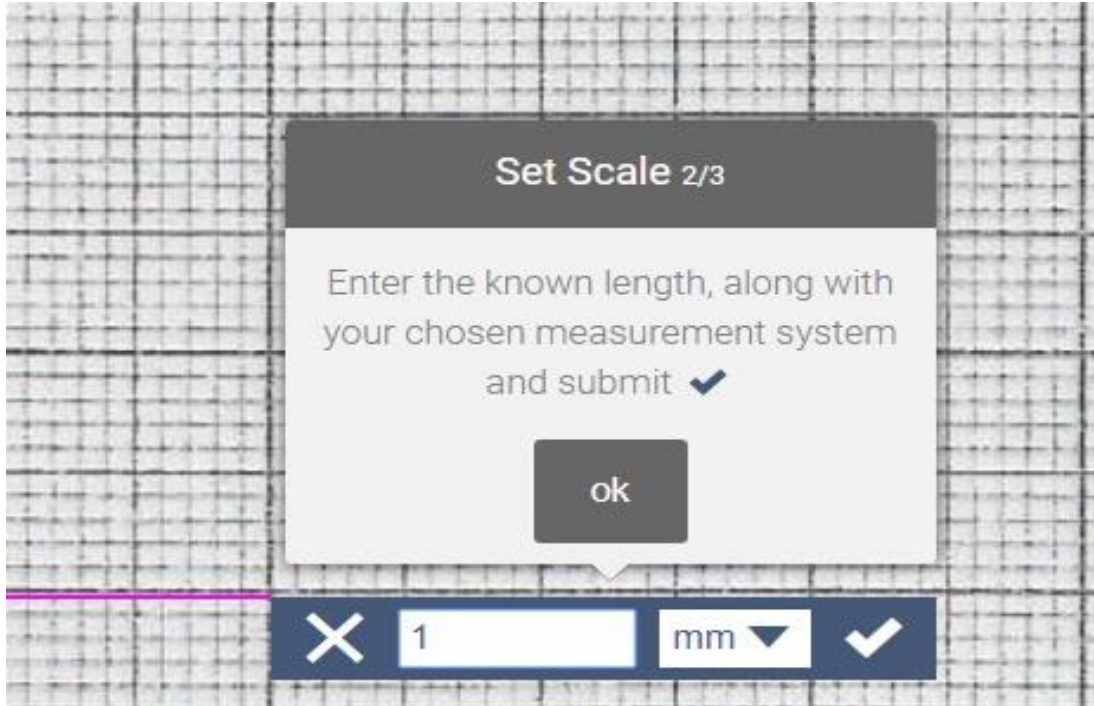 Set Scale 2/3
Enter the known length, along with
your chosen measurement system
and submit
ok
1
mm